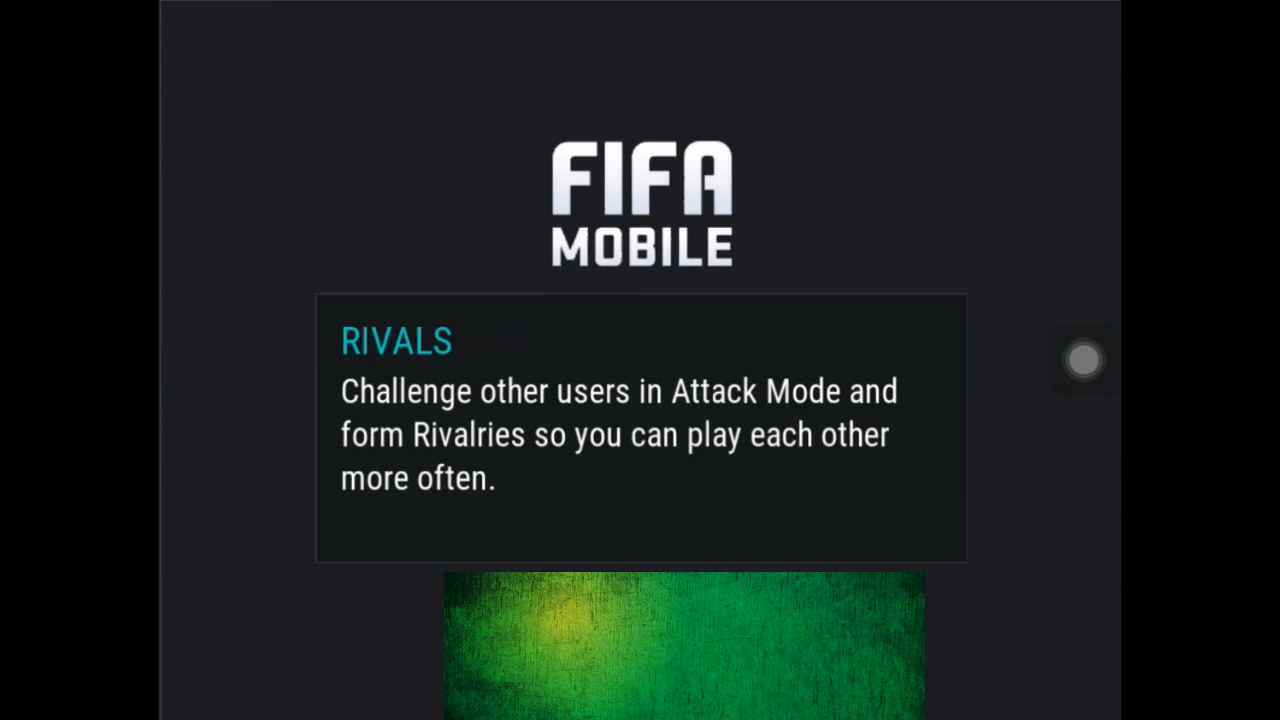 FIFA
MOBILE
RIVALS
Challenge other users in Attack Mode and
form Rivalries so you can play each other
more often.